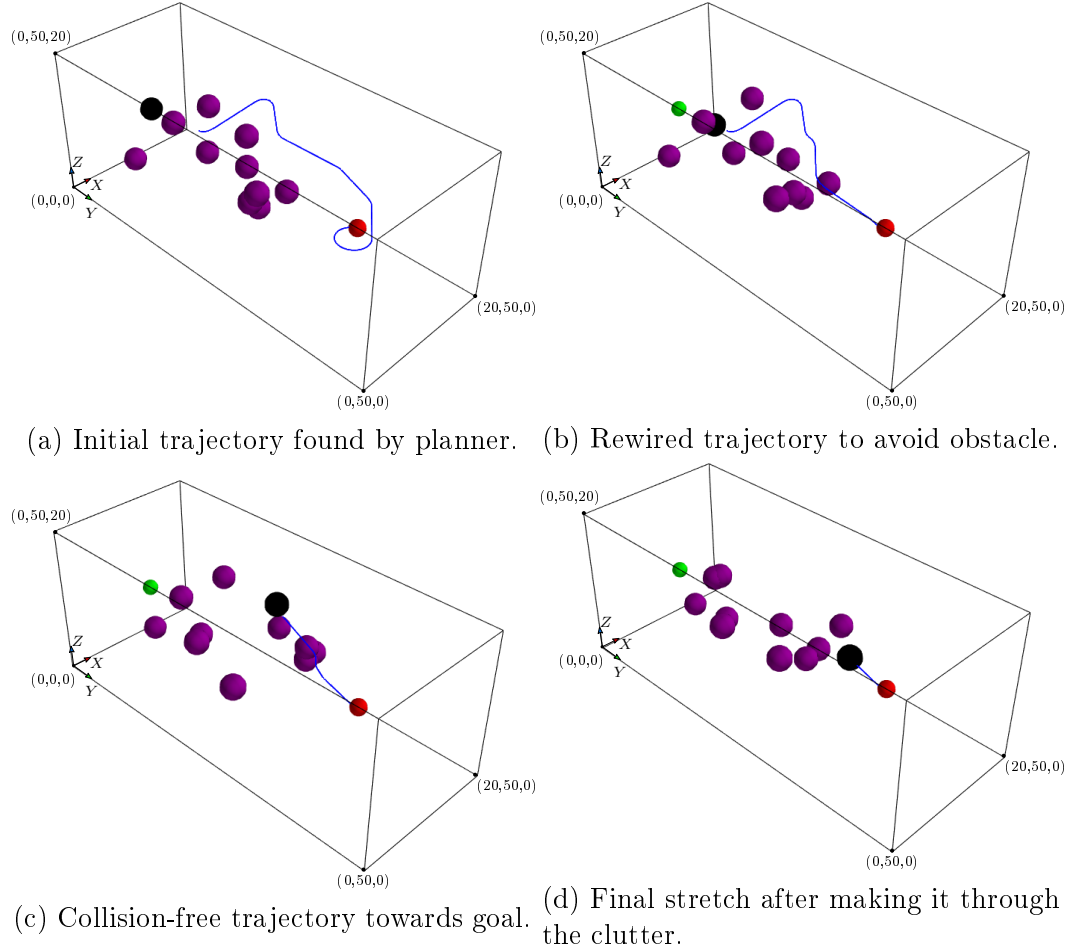 (0,50,20)
Z
X
(0,0,0)
Y
(20,50,0)
(0,50,0)
(a) Initial trajectory found by planner.
(0,50,20)
Z
X
(0,0,0)
Y
(20,50,0)
(0,50,0)
(b) Rewired trajectory to avoid obstacle.
(0,50,20)
Z
X
(0,0,0)
Y
(20,50,0)
(0,50,0)
(c) Collision-free trajectory towards goal.
(0,50,20)
Z
X
(0,0,0)
Y
(20,50,0)
(0,50,0)
(d) Final stretch after making it through
the clutter.